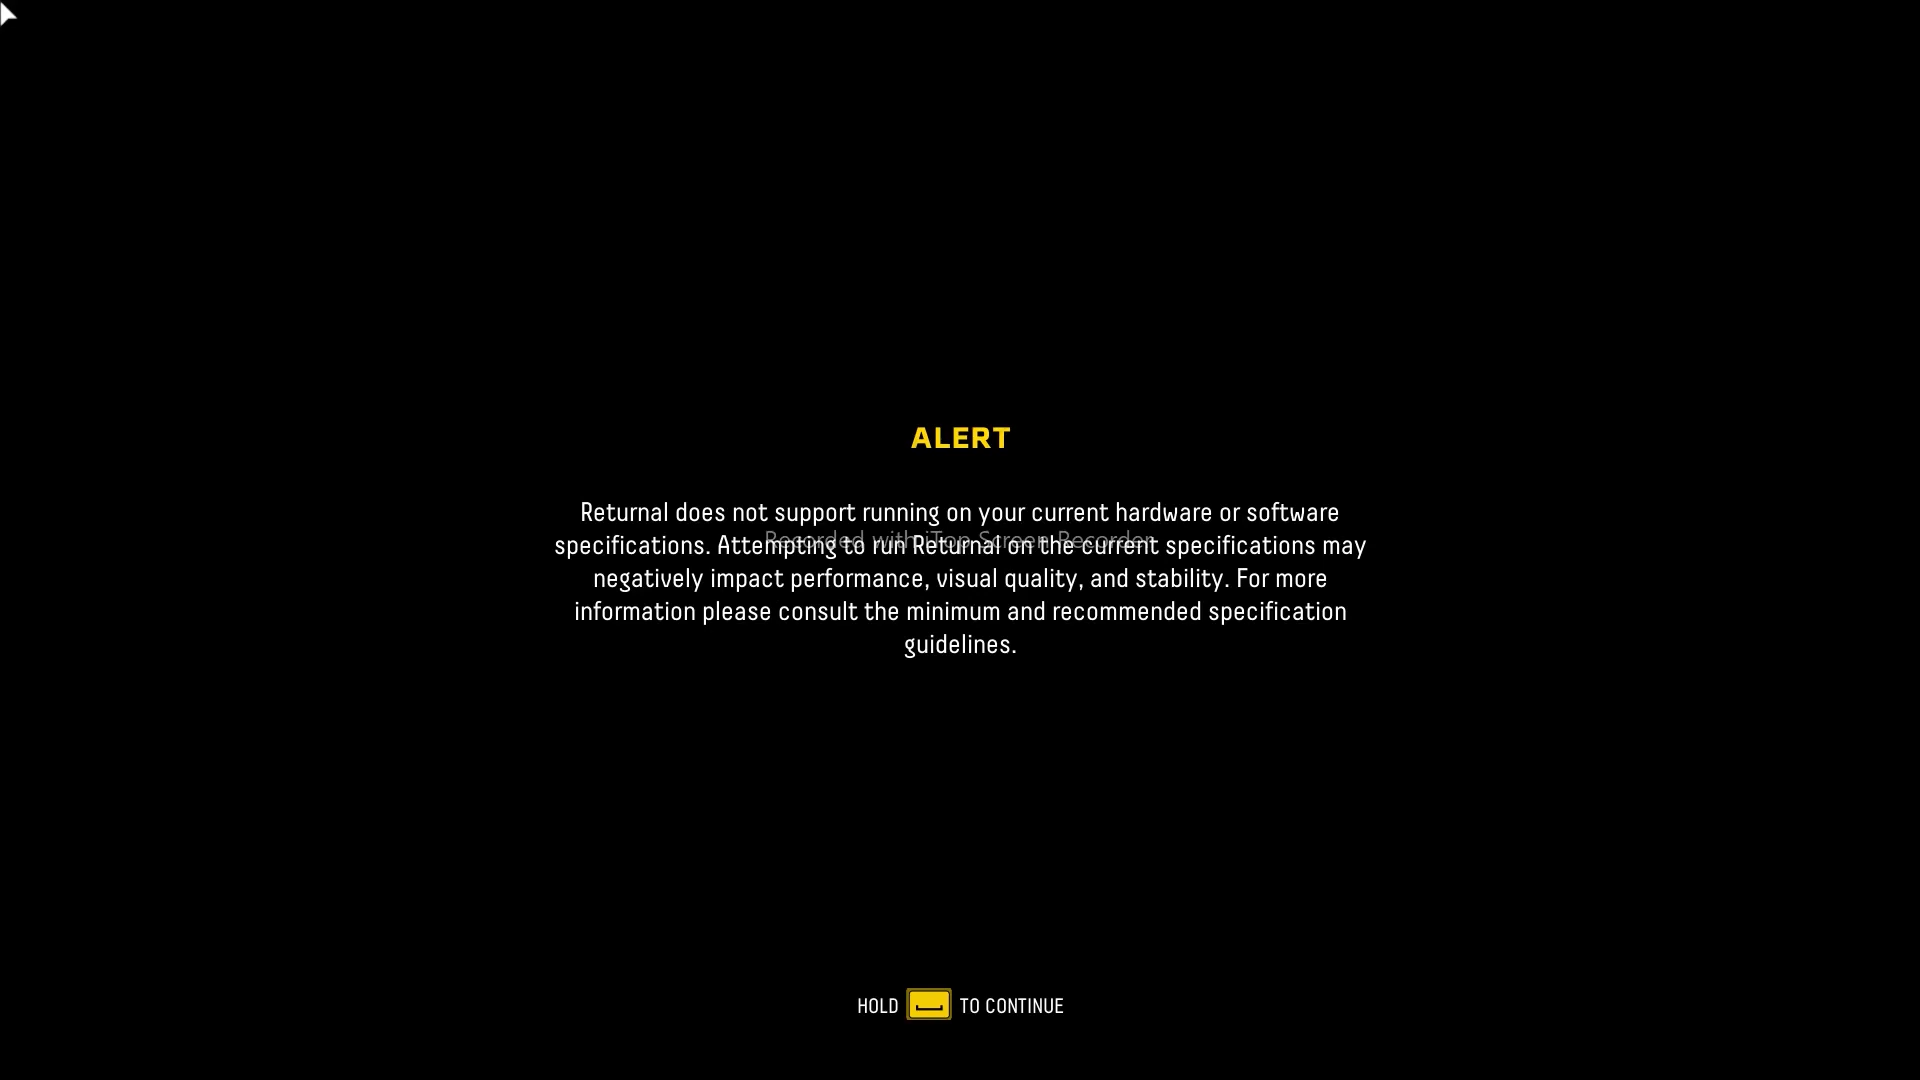 ALERT
Returnal does not support running on your current hardware or software
Recorded with iTop Screen Recorder
specifications. Attempting to run Returnal on the current specifications may
negatively impact performance, visual quality, and stability. For more
information please consult the minimum and recommended specification
guidelines.
HOLD TO CONTINUE